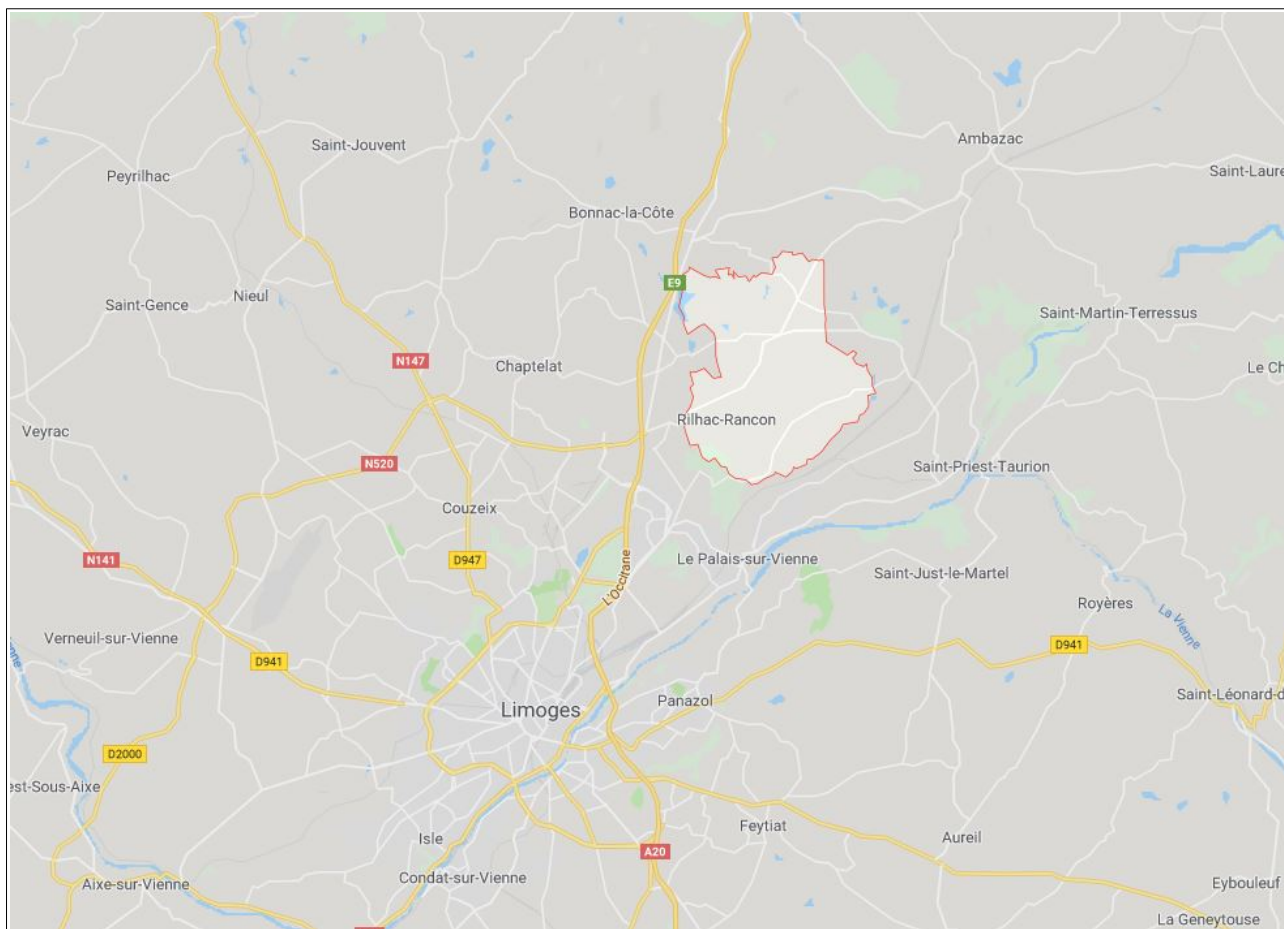 Ambazac
Saint-Jouvent
Peyrilhac
Saint-Laure
Bonnac-la-Côte
E9
Saint-Gence
Nieul
Saint-Martin-Terressus
N147
Chaptelat
Le Ch
Rilhac-Rancon
Veyrac
N520
Saint-Priest-Taurion
Couzeix
N141
D947
L'Occitane
Le Palais-sur-Vienne
Saint-Just-le-Martel
Royères
La Vienne
Verneuil-sur-Vienne
D941
D941
enne
Saint-Léonard-d
Panazol
Limoges
D2000
est-Sous-Aixe
Feytiat
Isle
Aureil
A20
Condat-sur-Vienne
Aixe-sur-Vienne
Eybouleuf
La Geneytouse